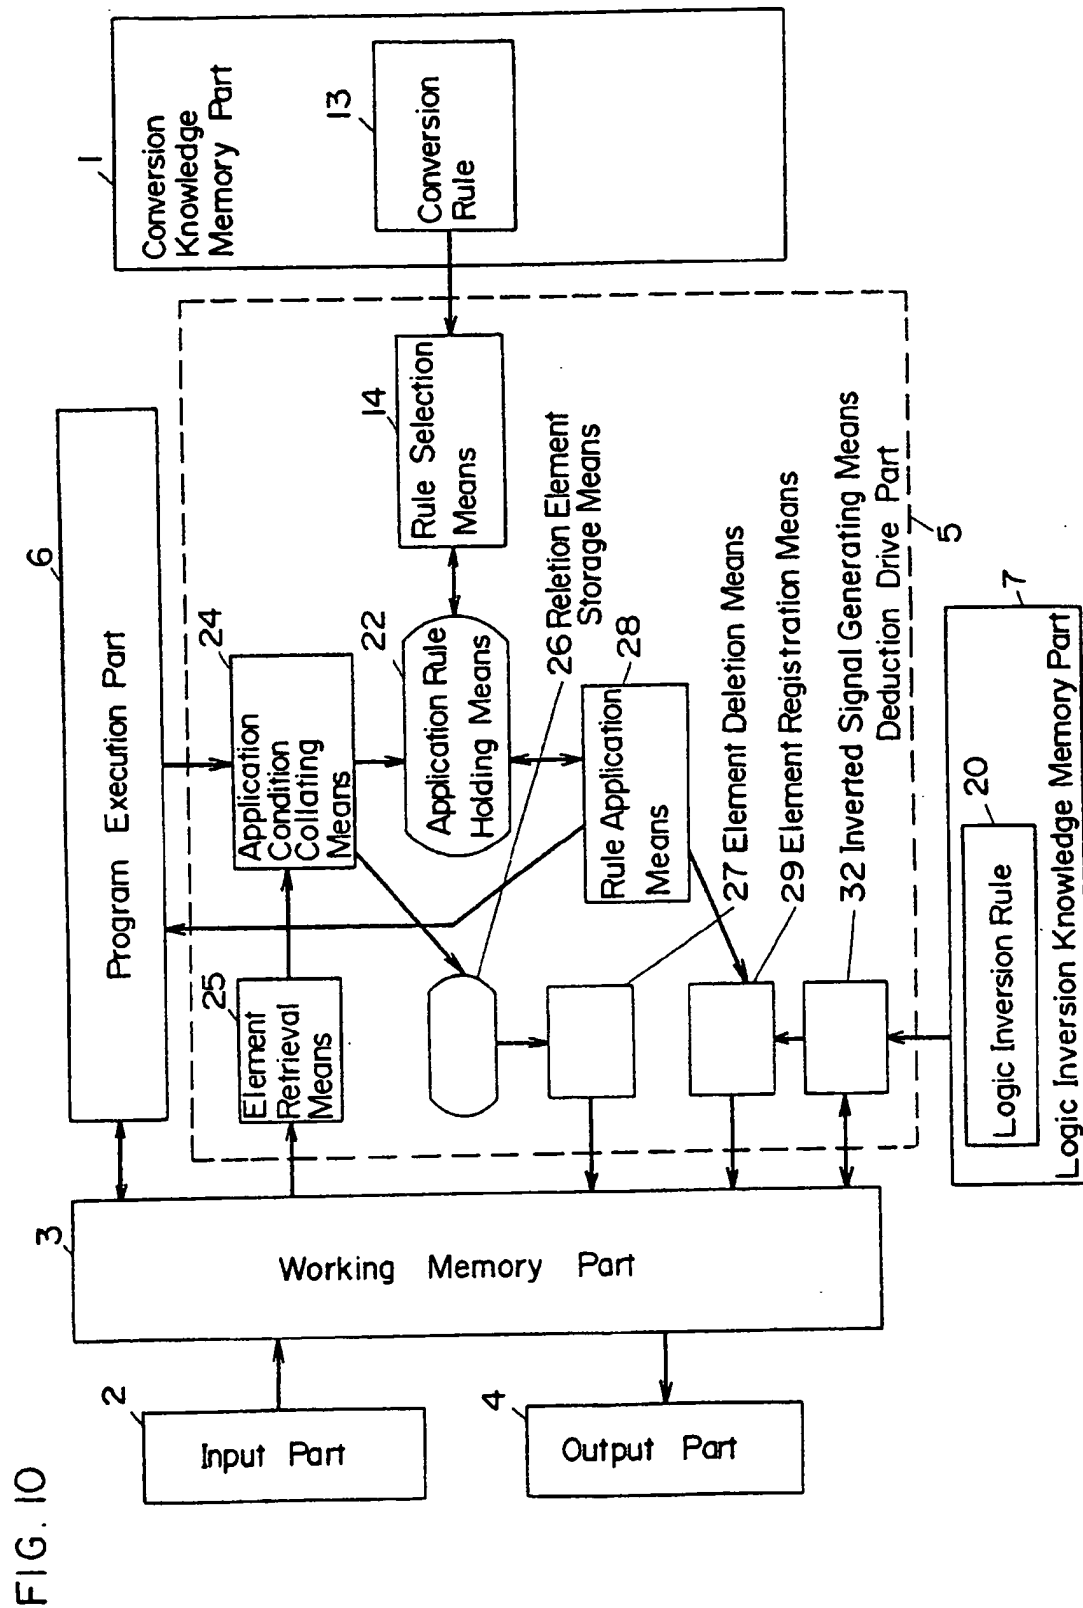 FIG. 10
2
Input Part
4
Output Part
3
Working Memory Part
6
Program Execution Part
25
Element
Retrieval
Means
24
Application
Condition
Collating
Means
22
Application Rule
Holding Means
14
Rule Selection
Means
1
Conversion
Knowledge
Memory Part
13
Conversion
Rule
26 Reletion Element
Storage Means
28
Rule Application
Means
27 Element Deletion Means
29 Element Registration Means
32 Inverted Signal Generating Means
Deduction Drive Part
5
7
20
Logic Inversion Rule
Logic Inversion Knowledge Memory Part